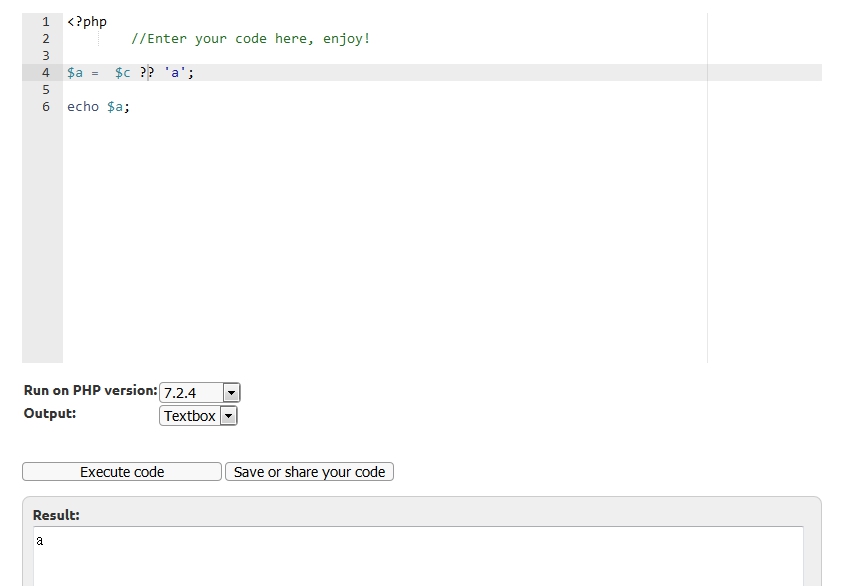 1 <?php
2 //Enter your code here, enjoy!
3
4 $a =  $c ?? 'a';
5
6 echo $a;
Run on PHP version: 7.2.4
Output: Textbox
Execute code Save or share your code
Result:
a